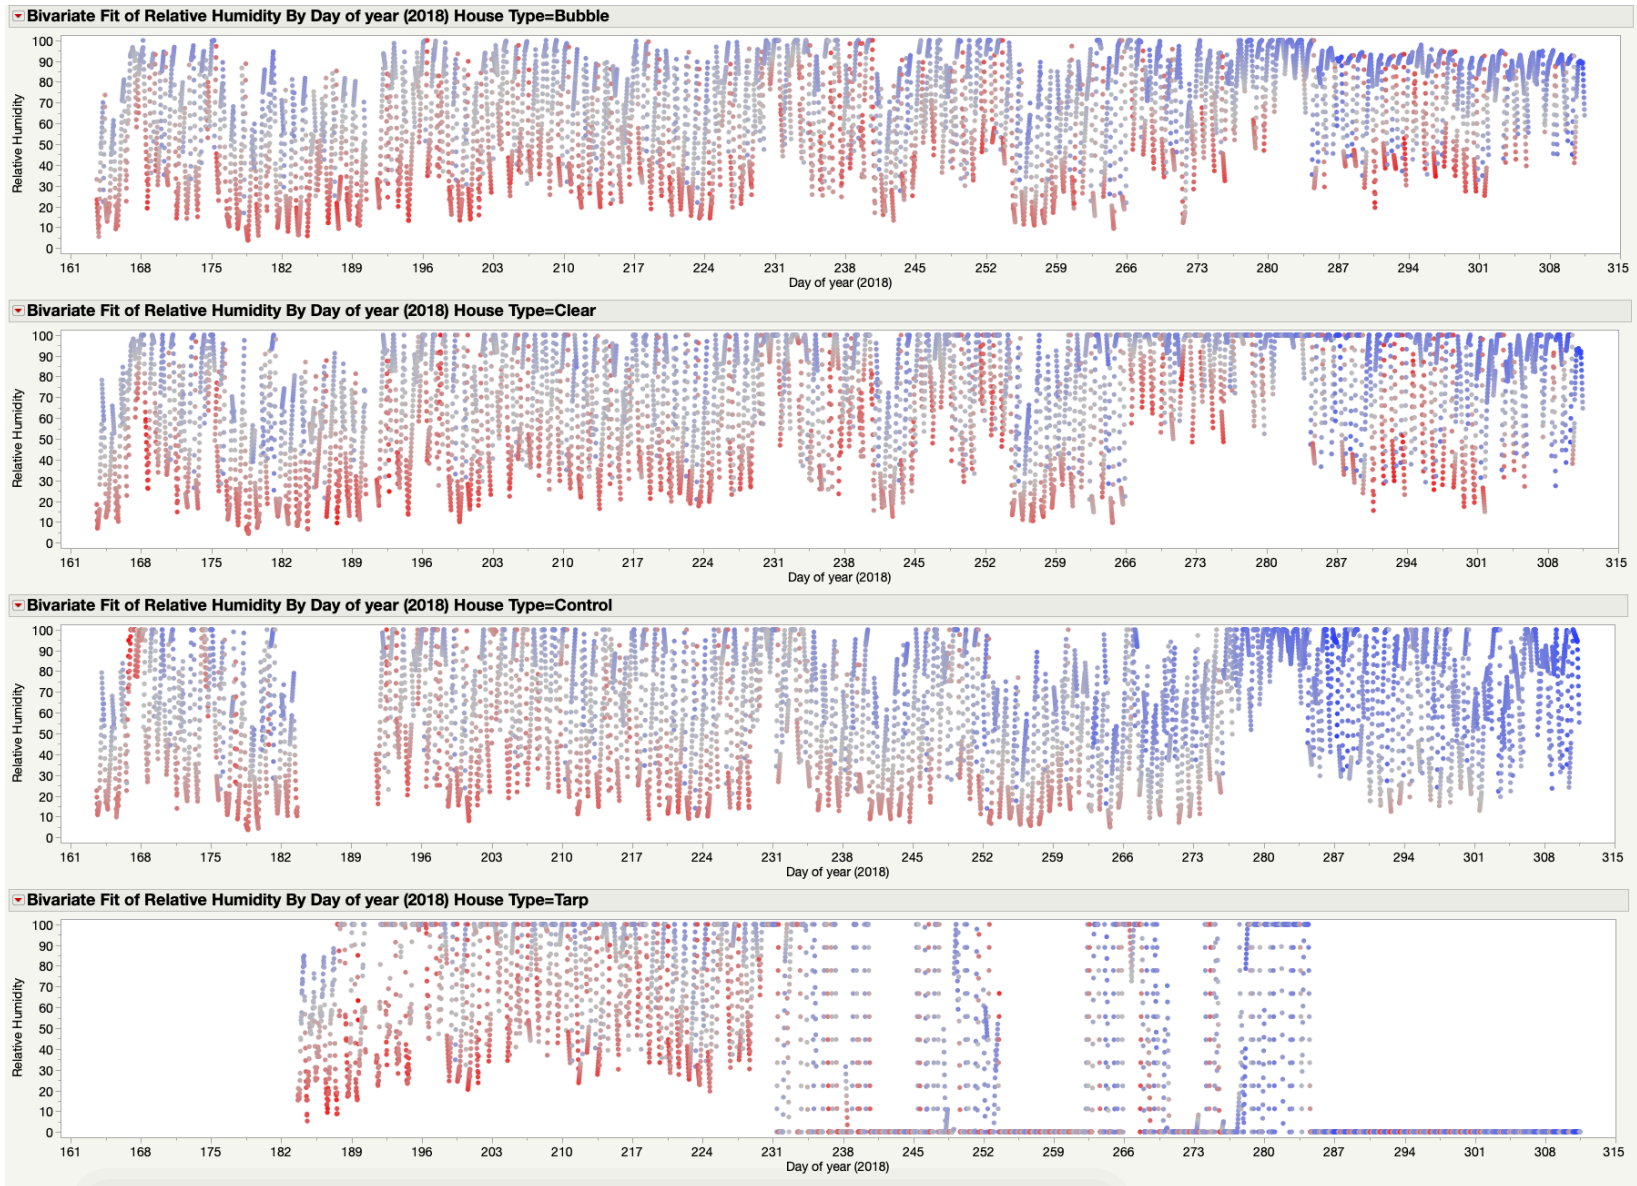 Bivariate Fit of Relative Humidity By Day of year (2018) House Type=Bubble
Relative Humidity
100
90
80
70
60
50
40
30
20
10
0
161 168 175 182 189 196 203 210 217 224 231 238 245 252 259 266 273 280 287 294 301 308 315
Day of year (2018)
Bivariate Fit of Relative Humidity By Day of year (2018) House Type=Clear
Relative Humidity
100
90
80
70
60
50
40
30
20
10
0
161 168 175 182 189 196 203 210 217 224 231 238 245 252 259 266 273 280 287 294 301 308 315
Day of year (2018)
Bivariate Fit of Relative Humidity By Day of year (2018) House Type=Control
Relative Humidity
100
90
80
70
60
50
40
30
20
10
0
161 168 175 182 189 196 203 210 217 224 231 238 245 252 259 266 273 280 287 294 301 308 315
Day of year (2018)
Bivariate Fit of Relative Humidity By Day of year (2018) House Type=Tarp
Relative Humidity
100
90
80
70
60
50
40
30
20
10
0
161 168 175 182 189 196 203 210 217 224 231 238 245 252 259 266 273 280 287 294 301 308 315
Day of year (2018)